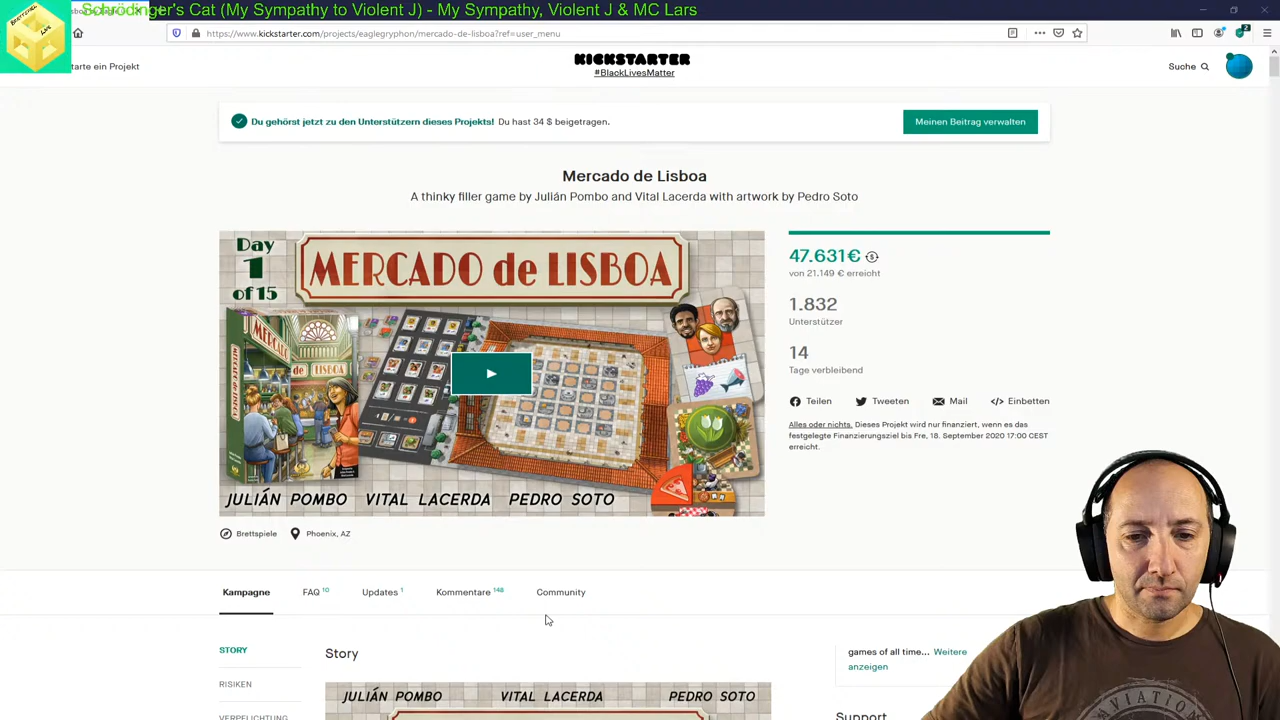 Schrödinger's Cat (My Sympathy to Violent J) - My Sympathy, Violent J & MC Lars
https://www.kickstarter.com/projects/eaglegryphon/mercado-de-lisboa?ref=user_menu
tarte ein Projekt
KICKSTARTER
#BlackLivesMatter
Suche
Du gehörst jetzt zu den Unterstützern dieses Projekts! Du hast 34 $ beigetragen.
Meinen Beitrag verwalten
Mercado de Lisboa
A thinky filler game by Julián Pombo and Vital Lacerda with artwork by Pedro Soto
Day
1
of 15
MERCADO de LISBOA
MERCADO
de LISBOA
JULIÁN POMBO VITAL LACERDA PEDRO SOTO
47.631€
von 21.149 € erreicht
1.832
Unterstützer
14
Tage verbleibend
Teilen
Tweeten
Mail
Einbetten
Alles oder nichts. Dieses Projekt wird nur finanziert, wenn es das
festgelegte Finanzierungsziel bis Fre, 18. September 2020 17:00 CEST
erreicht.
Brettspiele
Phoenix, AZ
Kampagne
FAQ 10
Updates 1
Kommentare 148
Community
STORY
RISIKEN
VERPFLICHTUNG
Story
JULIÁN POMBO VITAL LACERDA PEDRO SOTO
games of all time... Weitere
anzeigen
Support
AVIATION